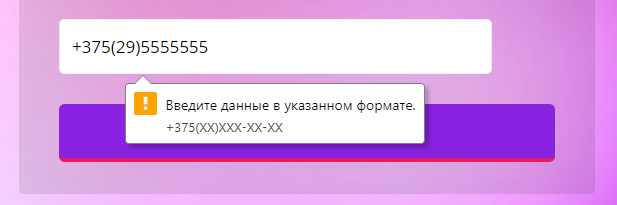 +375(29)5555555
Введите данные в указанном формате.
+375(XX)XXX-XX-XX